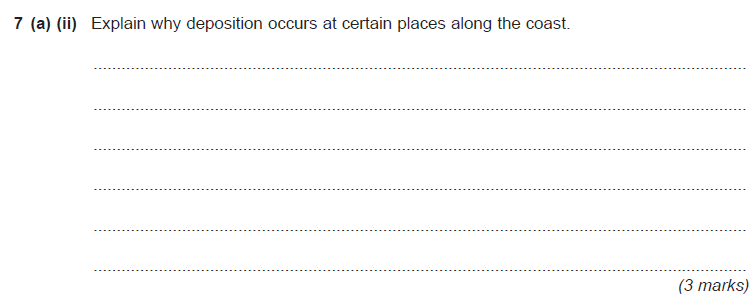 7 (a) (ii) Explain why deposition occurs at certain places along the coast.
(3 marks)